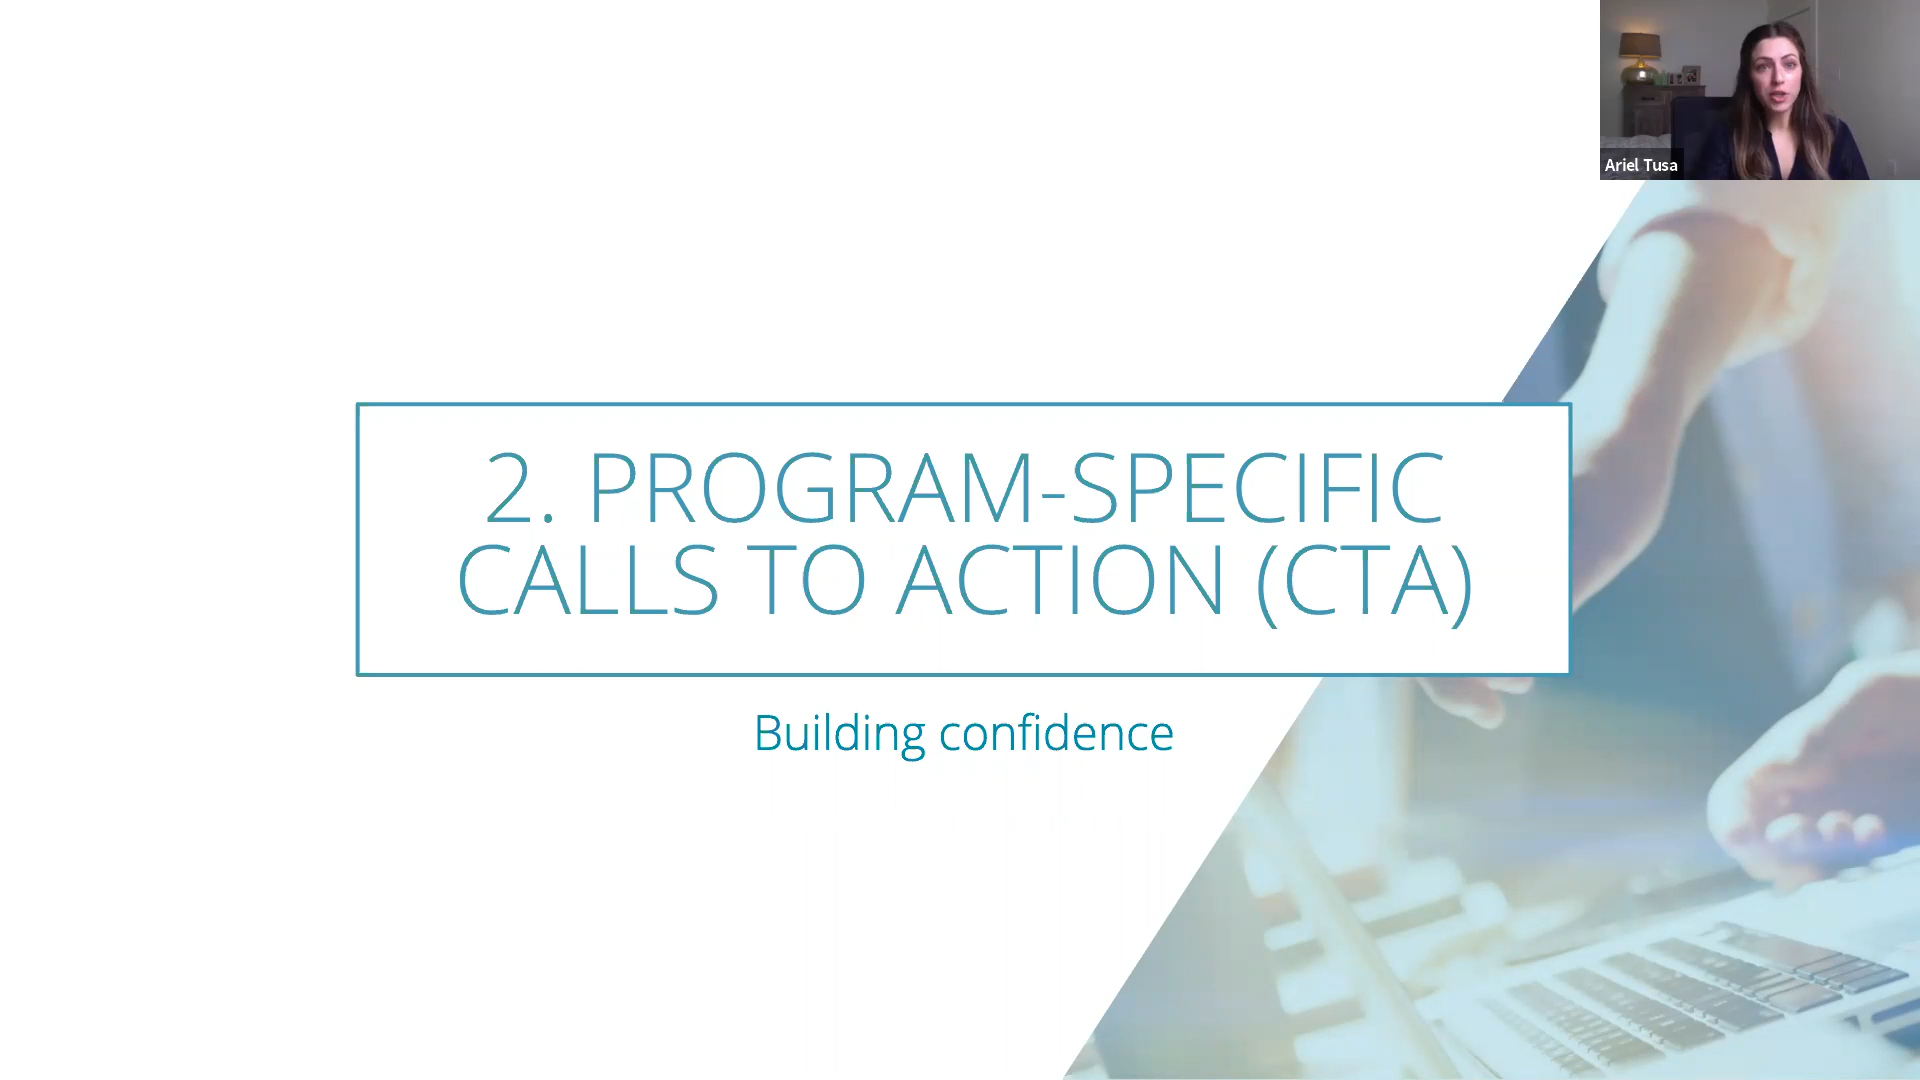 Ariel Tusa
2. PROGRAM-SPECIFIC
CALLS TO ACTION (CTA)
Building confidence